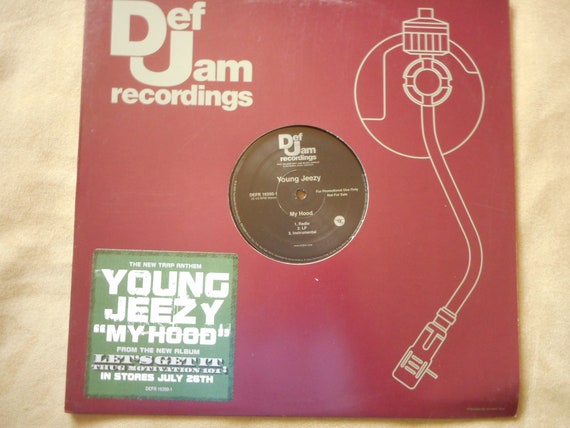 Def
Jam
recordings
Def
Jam
recordings
Young Jeezy
DEFR 16390-1
For Promotional Use Only
Not For Sale
My Hood
1. Radio
2. LP
3. Instrumental
THE NEW TRAP ANTHEM
YOUNG
JEEZY
"MY HOOD"
FROM THE NEW ALBUM
LET'S GET IT:
THUG MOTIVATION 101
IN STORES JULY 26TH
DEFR 16390-1